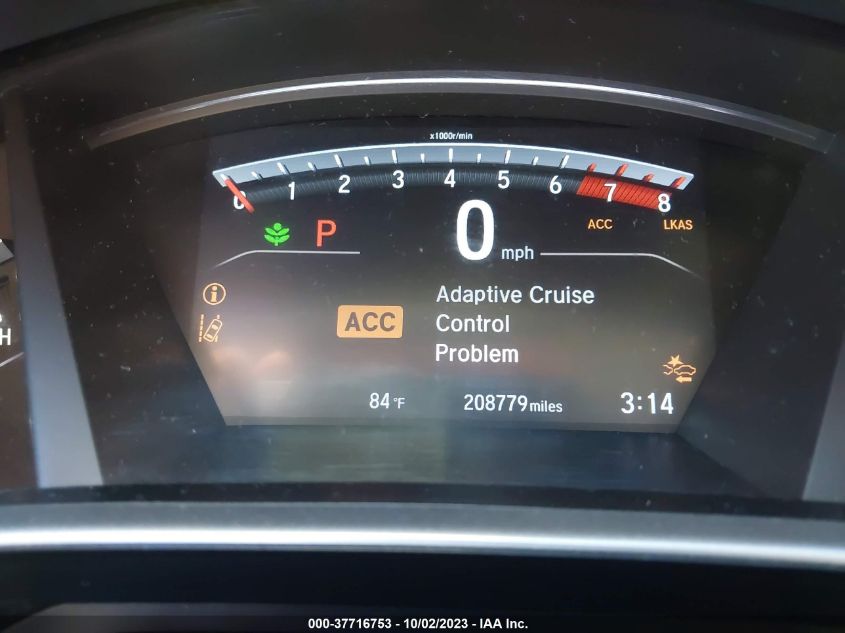 x1000r/min
0 1 2 3 4 5 6 7 8
P 0 mph ACC LKAS
ACC
Adaptive Cruise
Control
Problem
84 °F 208779 miles 3:14
H
000-37716753 - 10/02/2023 - IAA Inc.